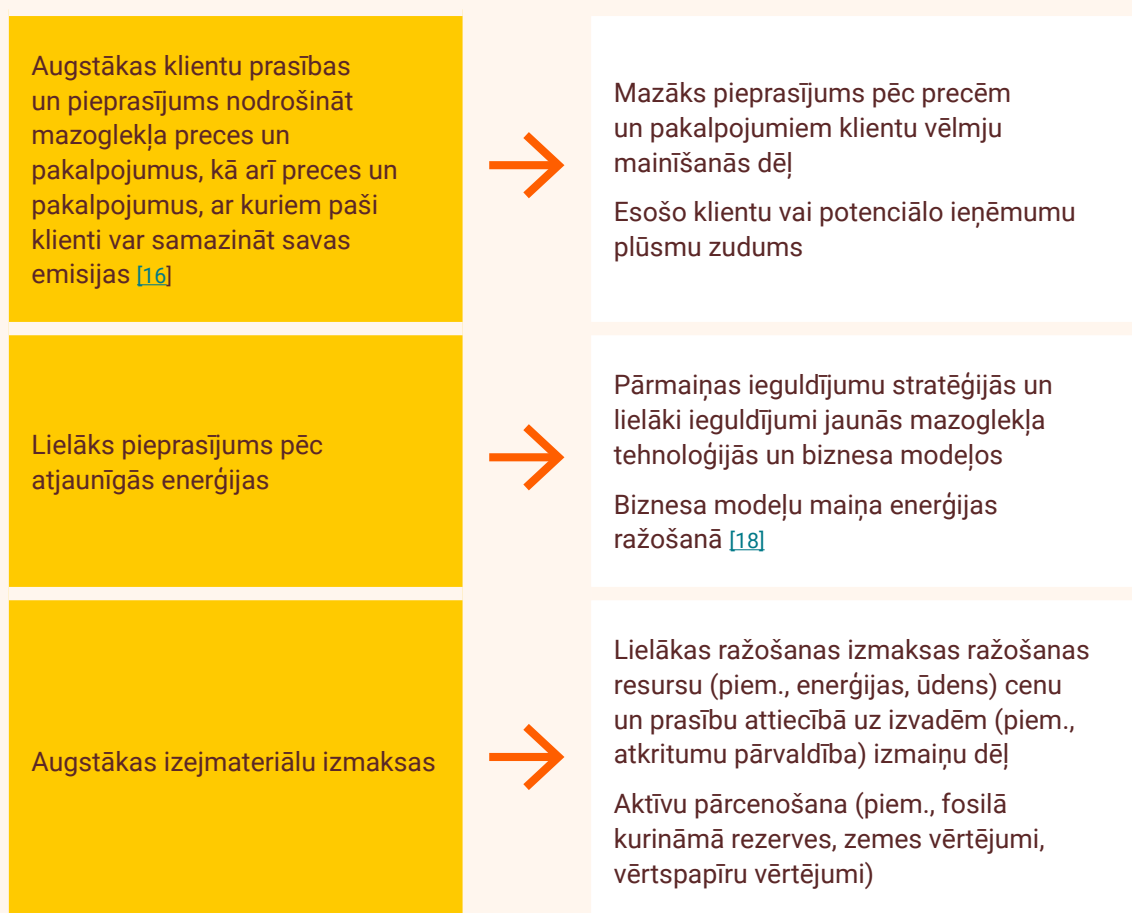 Augstākas klientu prasības
un pieprasījums nodrošināt
mazoglekļa preces un
pakalpojumus, kā arī preces un
pakalpojumus, ar kuriem paši
klienti var samazināt savas
emisijas [16]
Mazāks pieprasījums pēc precēm
un pakalpojumiem klientu vēlmju
mainīšanās dēļ
Esošo klientu vai potenciālo ieņēmumu
plūsmu zudums
Lielāks pieprasījums pēc
atjaunīgās enerģijas
Pārmaiņas ieguldījumu stratēģijās un
lielāki ieguldījumi jaunās mazoglekļa
tehnoloģijās un biznesa modeļos
Biznesa modeļu maiņa enerģijas
ražošanā [18]
Augstākas izejmateriālu izmaksas
Lielākas ražošanas izmaksas ražošanas
resursu (piem., enerģijas, ūdens) cenu
un prasību attiecībā uz izvadēm (piem.,
atkritumu pārvaldība) izmaiņu dēļ
Aktīvu pārcenošana (piem., fosilā
kurināmā rezerves, zemes vērtējumi,
vērtspapīru vērtējumi)